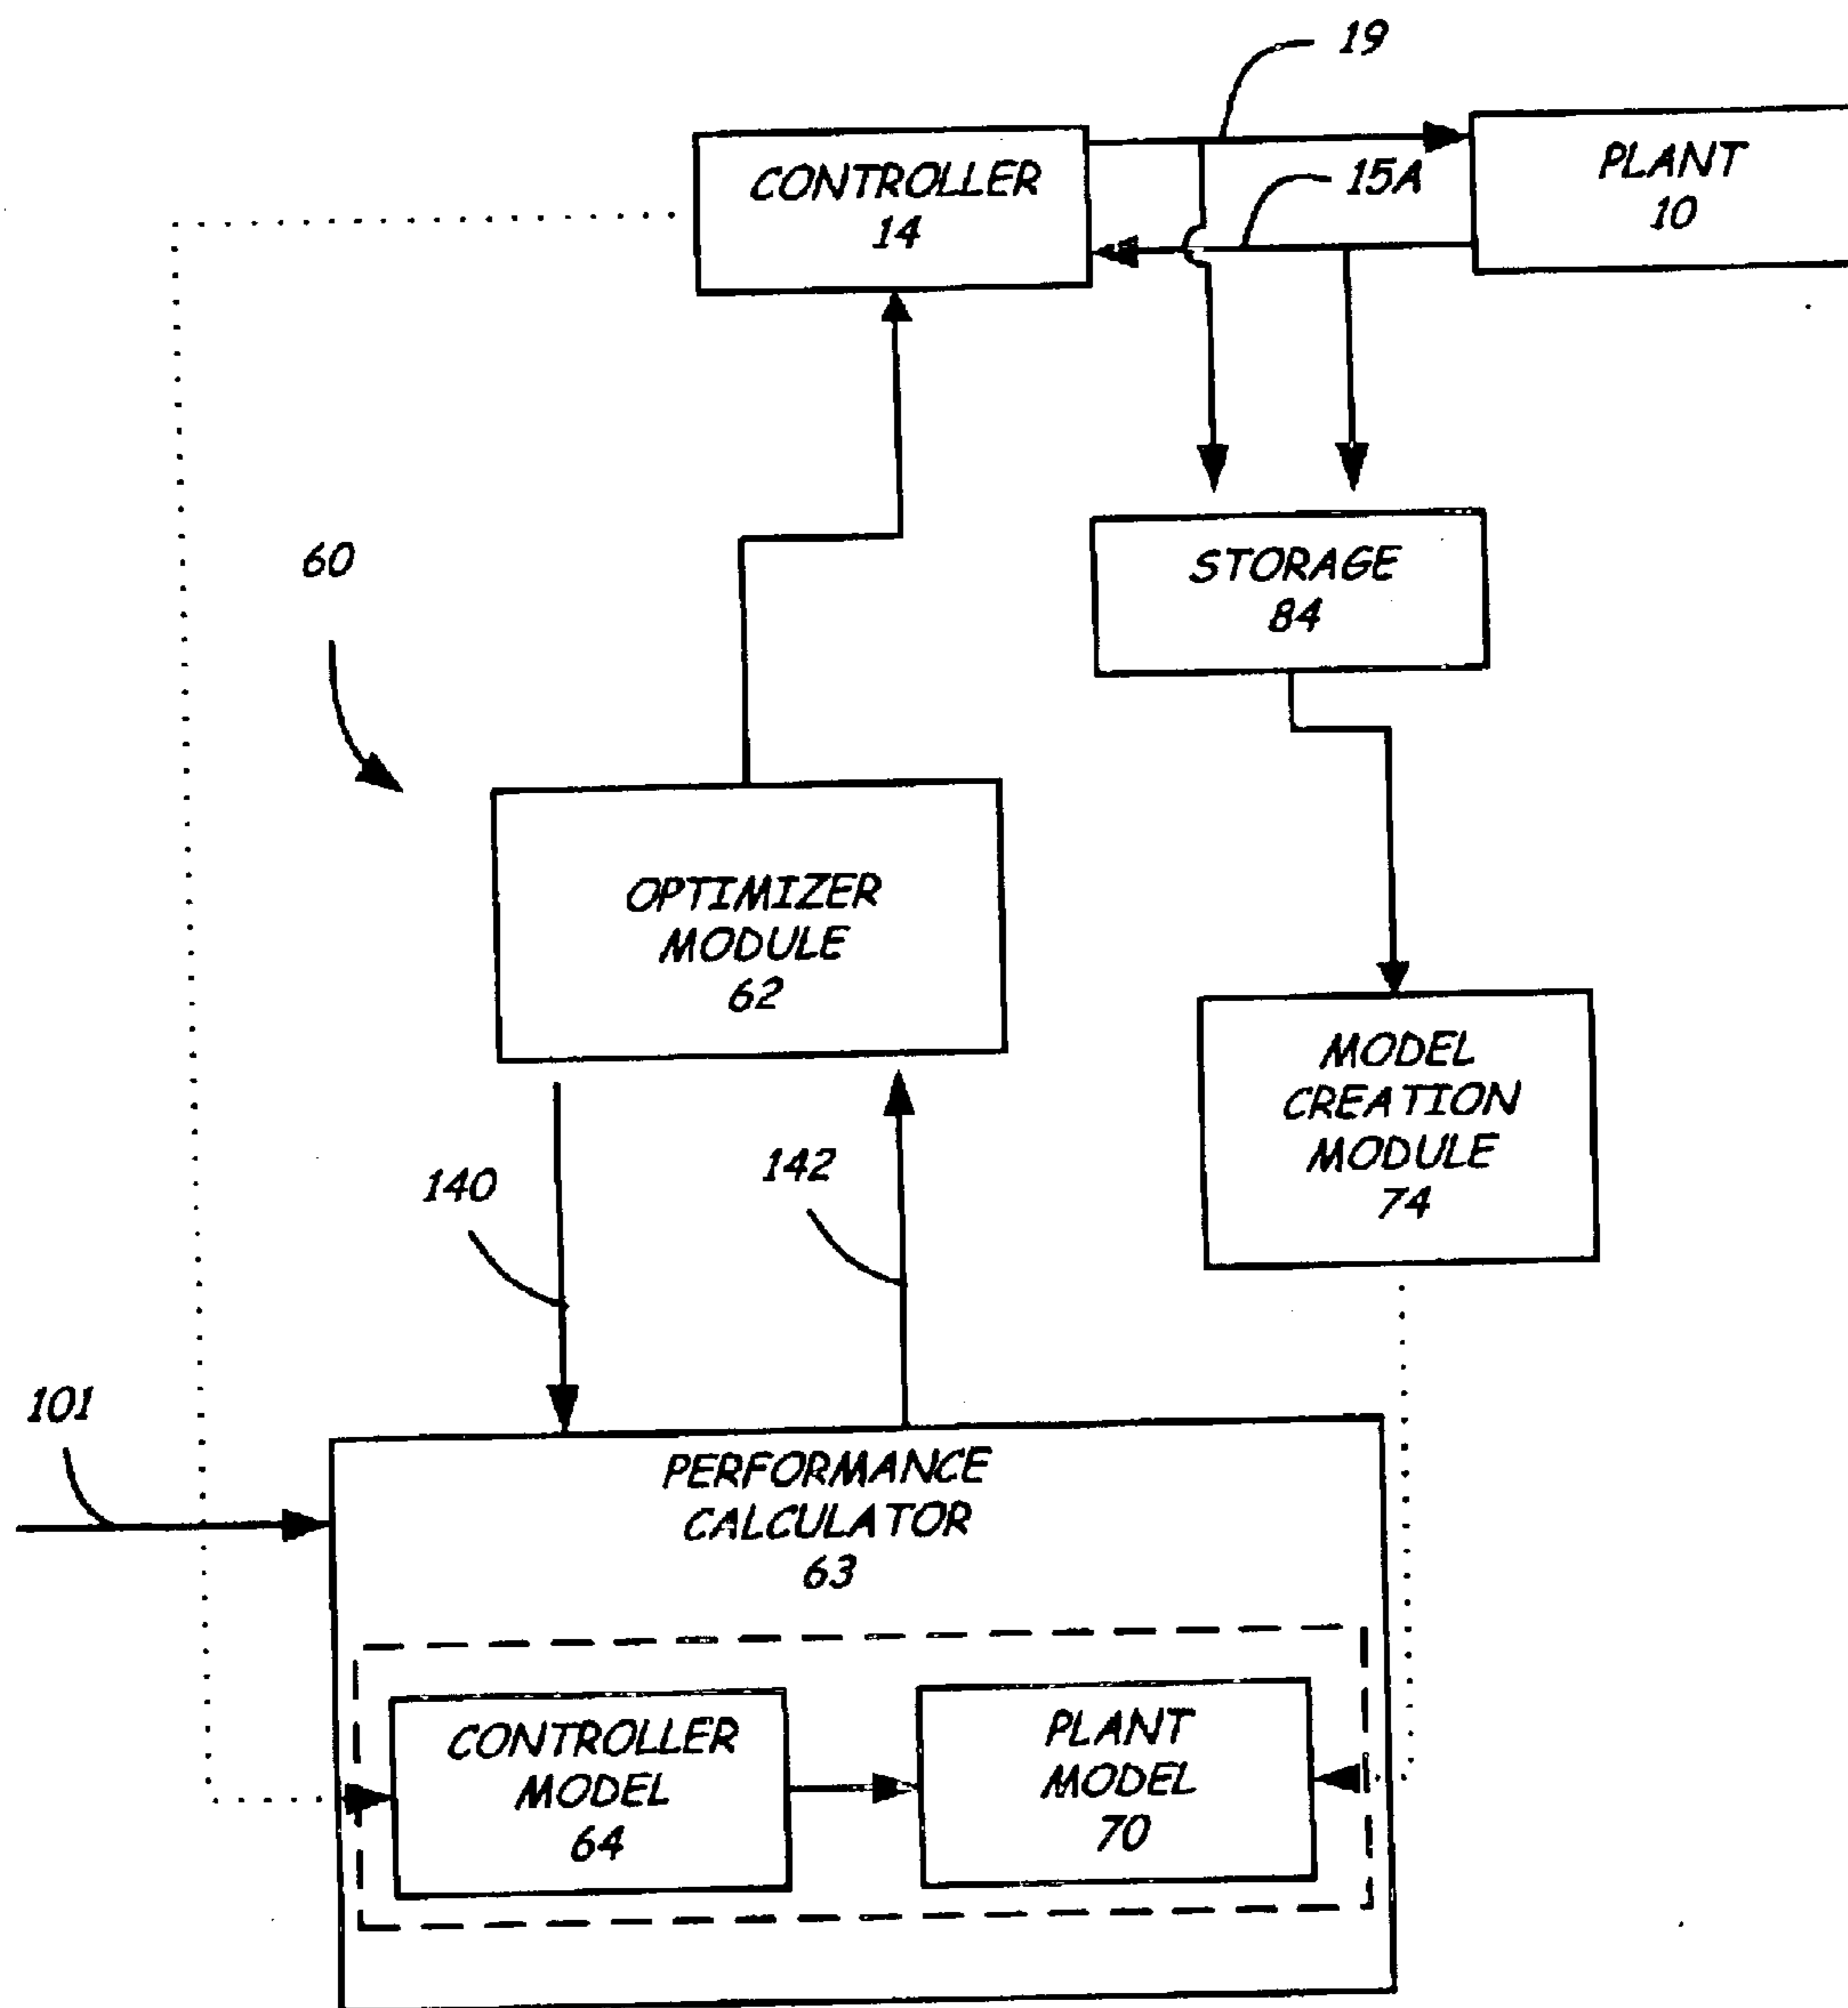 19
CONTROLLER
14
15A
PLANT
10
60
STORAGE
84
OPTIMIZER
MODULE
62
MODEL
CREATION
MODULE
74
140
142
101
PERFORMANCE
CALCULATOR
63
CONTROLLER
MODEL
64
PLANT
MODEL
70